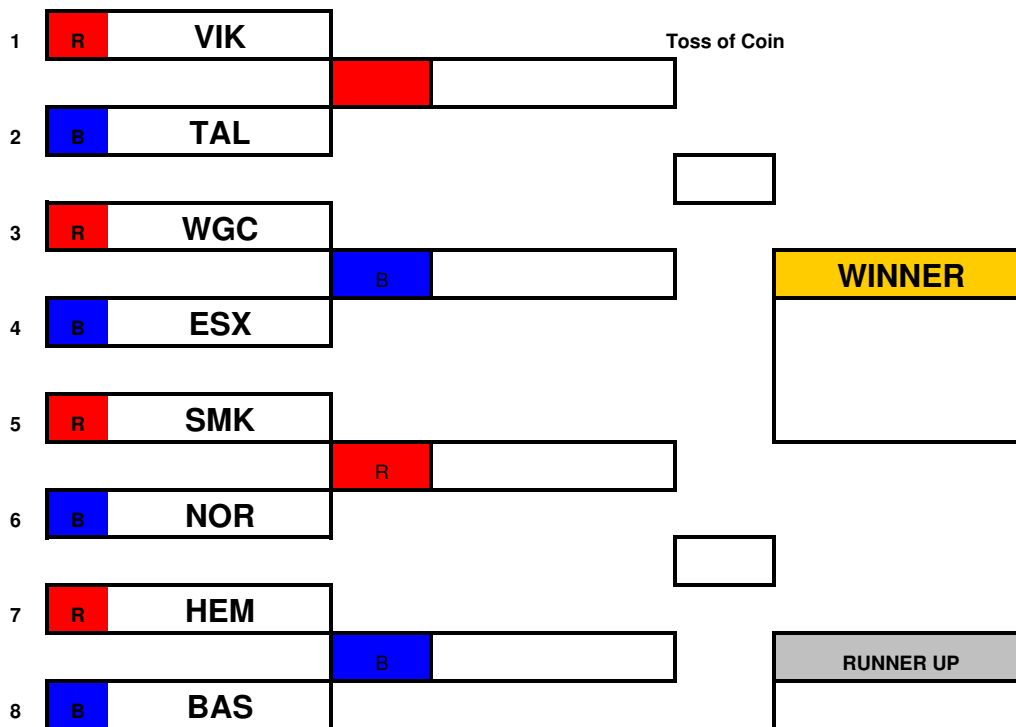 1 R VIK Toss of Coin
2 B TAL
3 R WGC
B WINNER
4 B ESX
5 R SMK
R
6 B NOR
7 R HEM
B RUNNER UP
8 B BAS